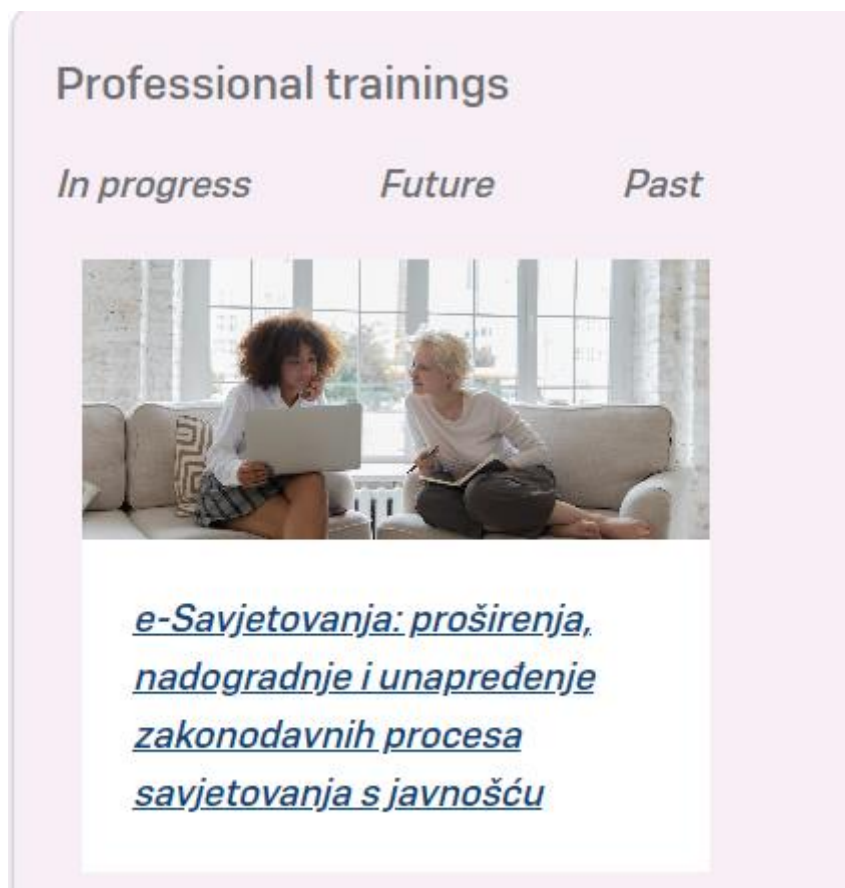 Professional trainings
In progress Future Past
e-Savjetovanja: proširenja,
nadogradnje i unapređenje
zakonodavnih procesa
savjetovanja s javnošću